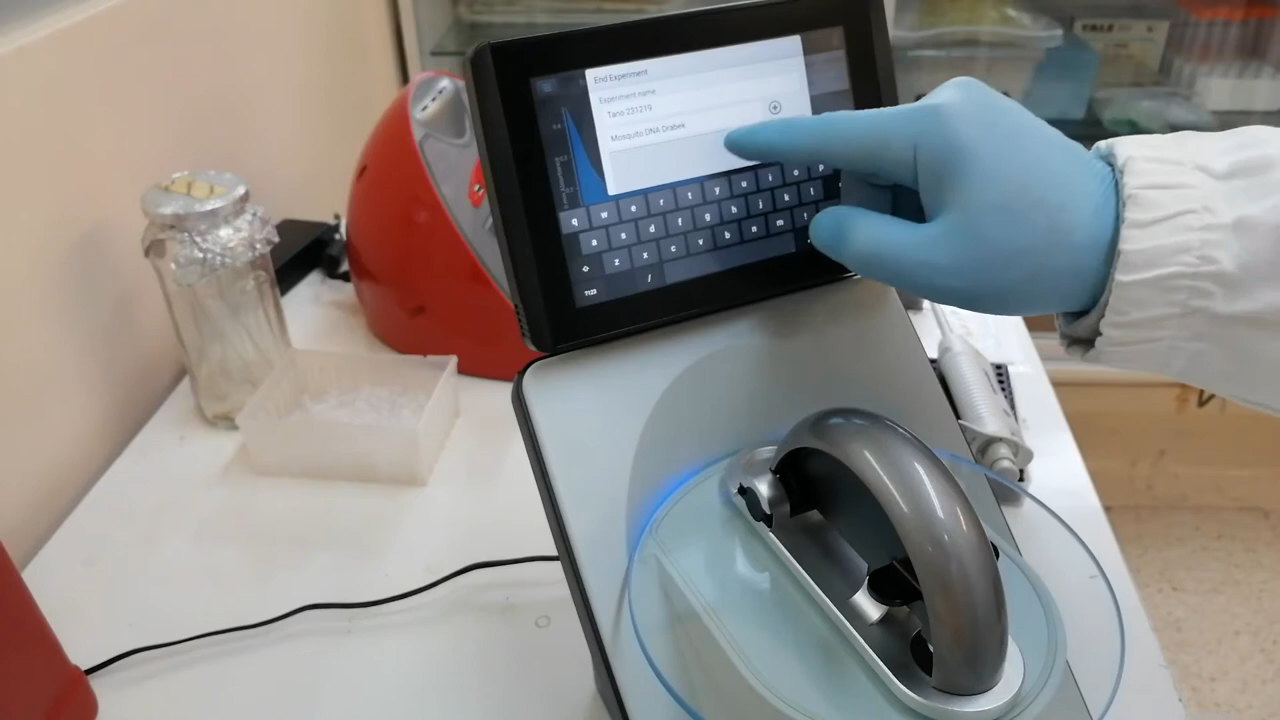 End Experiment
Experiment name
Tano 231219
Mosquito DNA Drabek
q w e r t y u i o p
a s d f g h j k l
z x c v b n m
?123 /